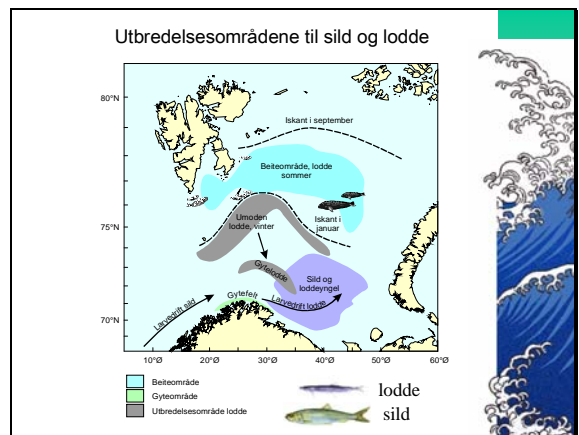 Utbredelsesområdene til sild og lodde
80°N
75°N
70°N
Iskant i september
Beiteområde, lodde
sommer
Umoden
lodde, vinter
Iskant i
januar
Gytelodde
Sild og
loddeyngel
Gytefelt
Larvedrift lodde
Larvedrift sild
10°Ø
20°Ø
30°Ø
40°Ø
50°Ø
60°Ø
Beiteområde
Gyteområde
Utbredelsesområde lodde
lodde
sild